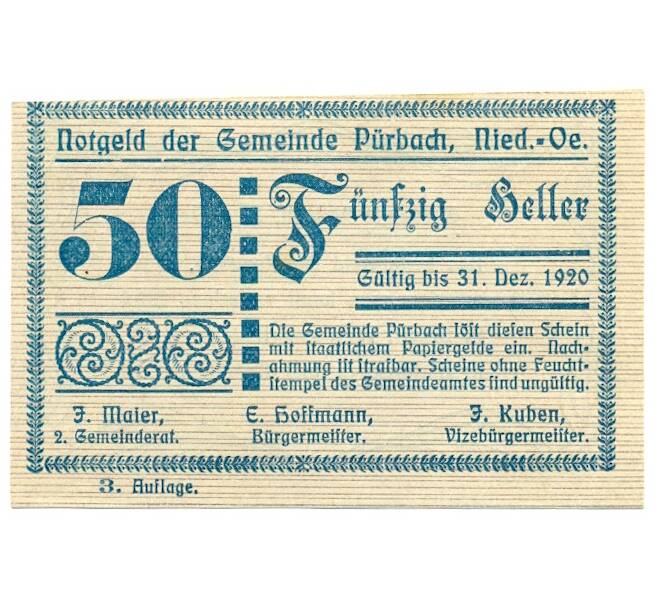 Notgeld der Gemeinde Pürbach, Nied.-Oe.
50 Fünfzig Heller
Gültig bis 31. Dez. 1920
Die Gemeinde Pürbach löſt dieſen Schein
mit ſtaatlichem Papiergelde ein. Nach-
ahmung iſt ſtrafbar. Scheine ohne Feucht-
ſtempel des Gemeindeamtes ſind ungültig.
J. Maier, E. Hoffmann, J. Kuben,
2. Gemeinderat. Bürgermeiſter. Vizebürgermeiſter.
3. Auflage.